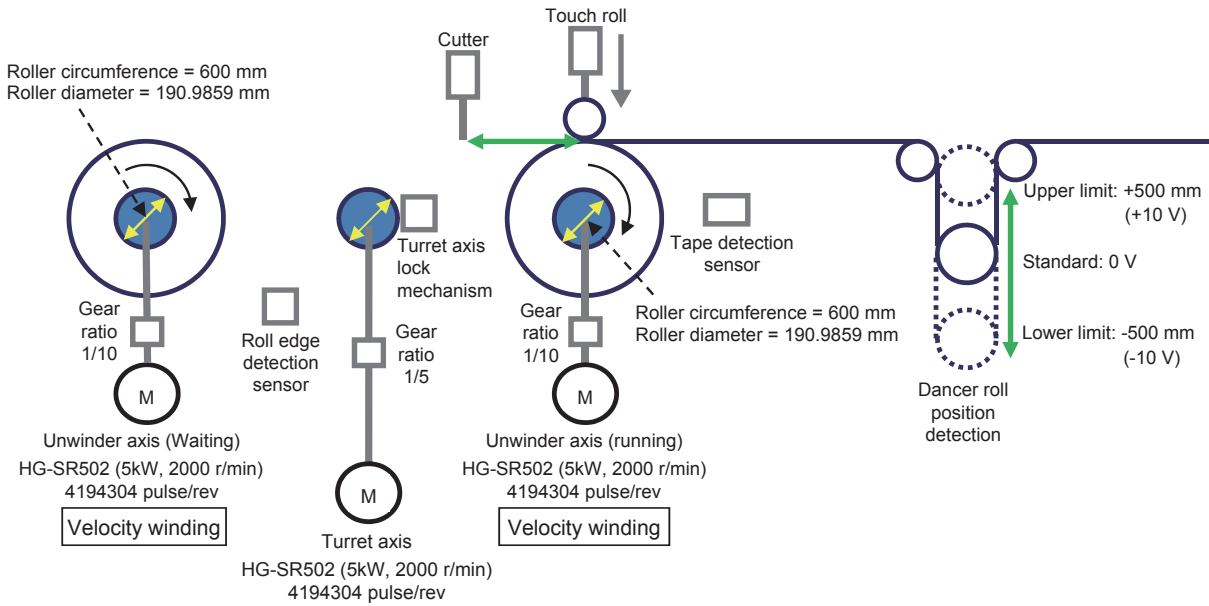 Touch roll
Cutter
Roller circumference = 600 mm
Roller diameter = 190.9859 mm
Upper limit: +500 mm
(+10 V)
Turret axis
lock
mechanism
Tape detection
sensor
Standard: 0 V
Gear
ratio
1/10
Roll edge
detection
sensor
Gear
ratio
1/5
Gear
ratio
1/10
Roller circumference = 600 mm
Roller diameter = 190.9859 mm
Lower limit: -500 mm
(-10 V)
Dancer roll
position
detection
M
Unwinder axis (Waiting)
HG-SR502 (5kW, 2000 r/min)
4194304 pulse/rev
Velocity winding
M
Turret axis
HG-SR502 (5kW, 2000 r/min)
4194304 pulse/rev
M
Unwinder axis (running)
HG-SR502 (5kW, 2000 r/min)
4194304 pulse/rev
Velocity winding